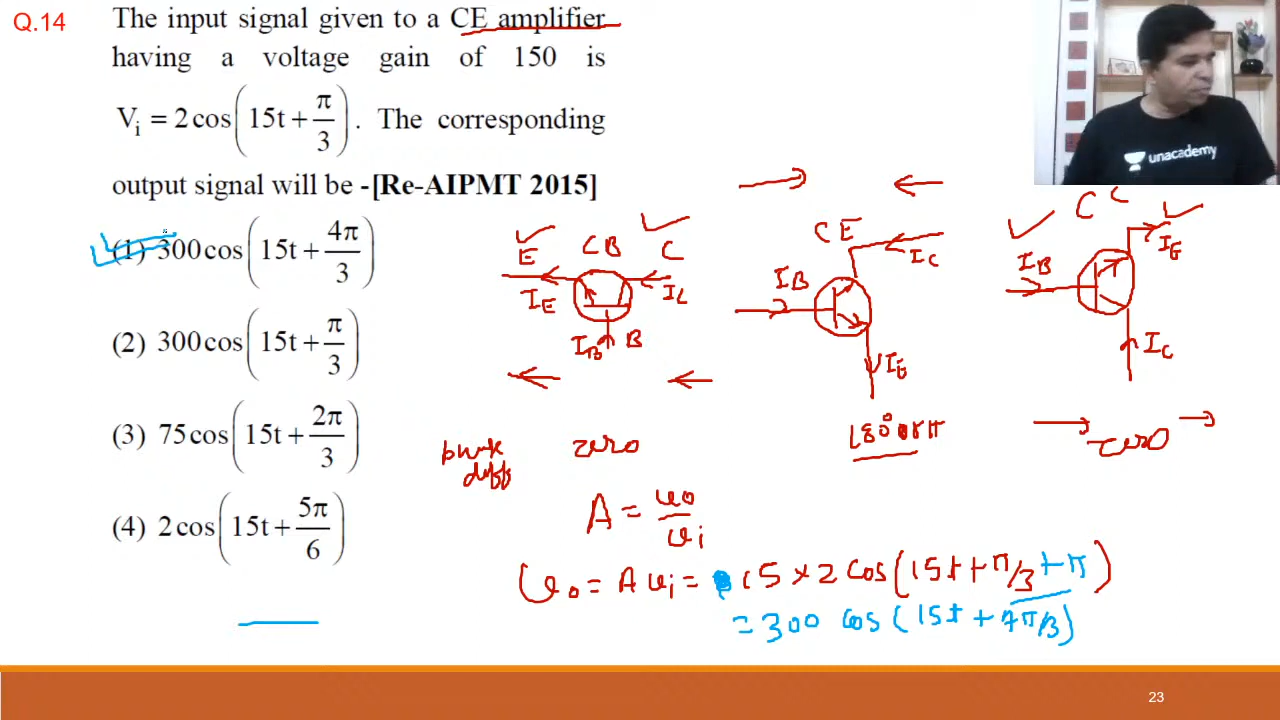 Q.14
The input signal given to a CE amplifier
having a voltage gain of 150 is
Vi = 2cos(15t + π/3). The corresponding
output signal will be -[Re-AIPMT 2015]
(1) 300cos(15t + 4π/3)
(2) 300cos(15t + π/3)
(3) 75cos(15t + 2π/3)
(4) 2cos(15t + 5π/6)
unacademy
E CB C
IE
IB B
CE
IB IC
IE
CC
IB IE
IC
diff zero 180° or π zero
A = vo/vi
vo = A vi = 15 × 2 cos(15t + π/3 + π)
= 300 cos(15t + 4π/3)
23